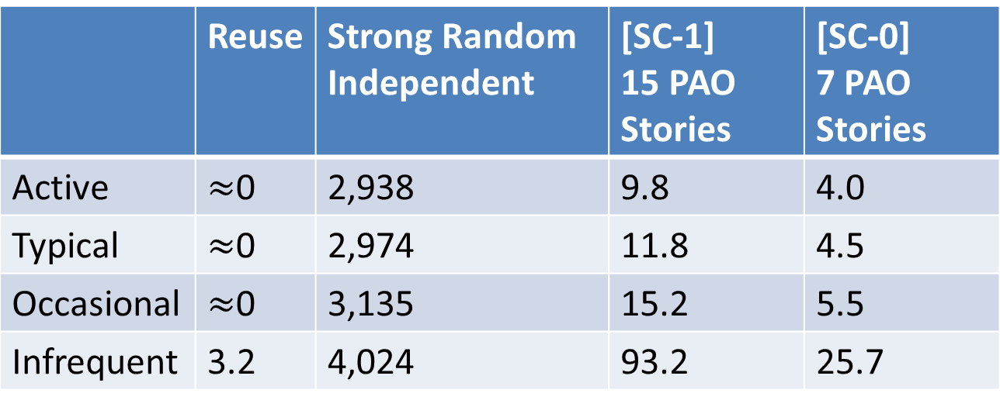 Reuse Strong Random Independent [SC-1] 15 PAO Stories [SC-0] 7 PAO Stories
Active ≈0 2,938 9.8 4.0
Typical ≈0 2,974 11.8 4.5
Occasional ≈0 3,135 15.2 5.5
Infrequent 3.2 4,024 93.2 25.7